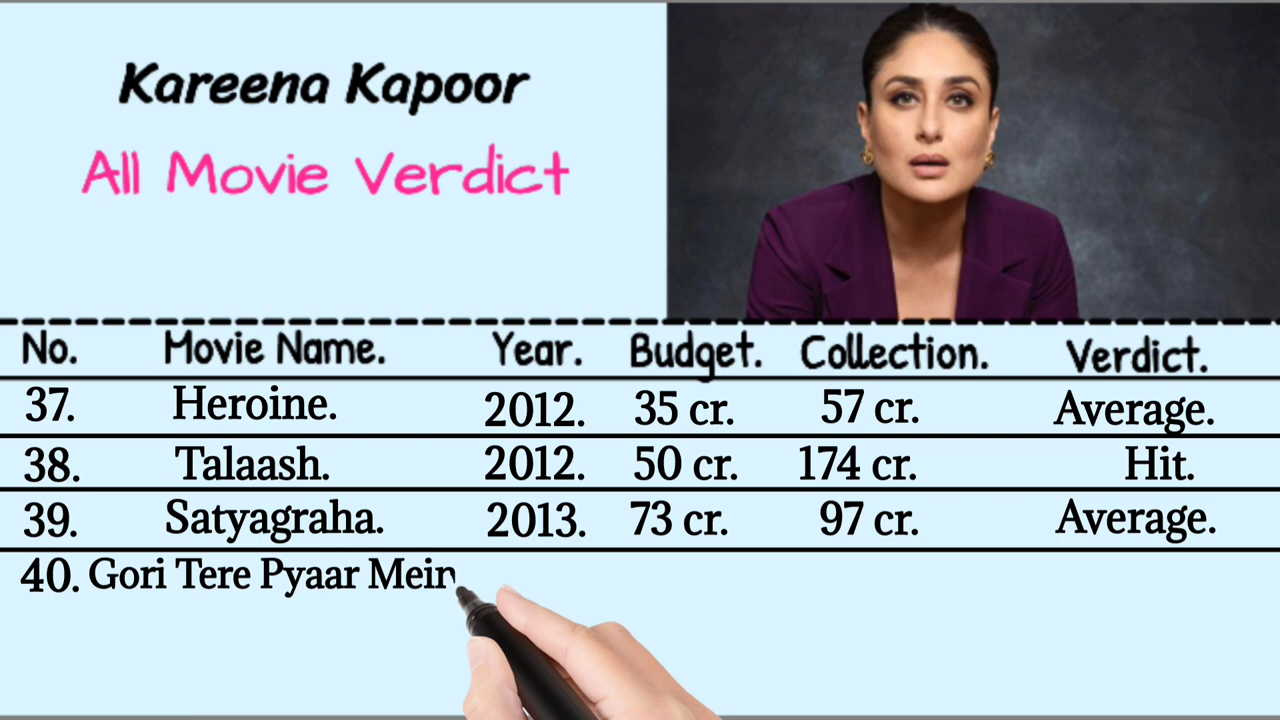 Kareena Kapoor
All Movie Verdict
No. Movie Name. Year. Budget. Collection. Verdict.
37. Heroine. 2012. 35 cr. 57 cr. Average.
38. Talaash. 2012. 50 cr. 174 cr. Hit.
39. Satyagraha. 2013. 73 cr. 97 cr. Average.
40. Gori Tere Pyaar Mein